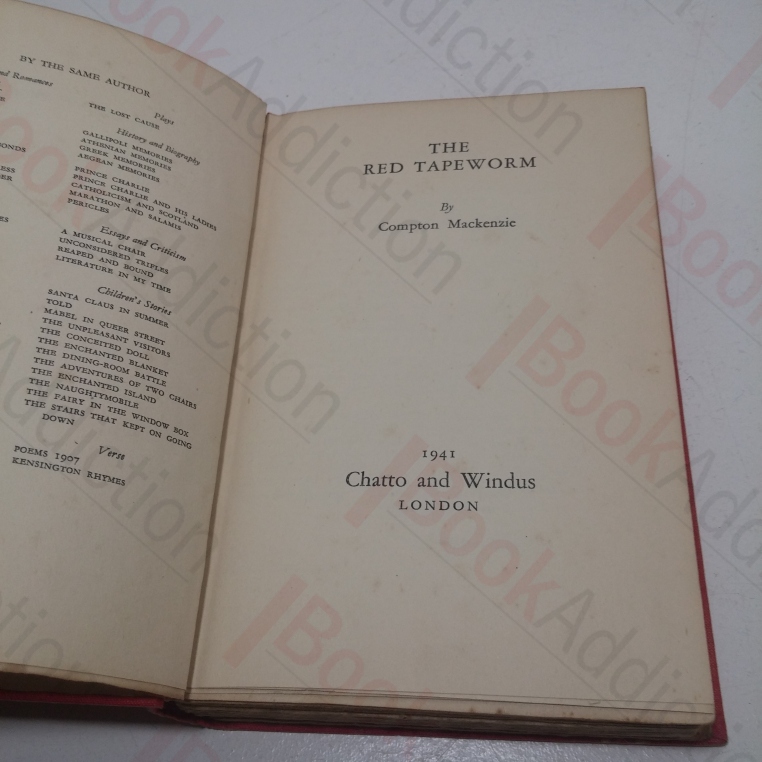 BY THE SAME AUTHOR
and Romances
Plays
THE LOST CAUSE
History and Biography
GALLIPOLI MEMORIES
ATHENIAN MEMORIES
GREEK MEMORIES
AEGEAN MEMORIES
PRINCE CHARLIE
PRINCE CHARLIE AND HIS LADIES
CATHOLICISM AND SCOTLAND
MARATHON AND SALAMIS
PERICLES
Essays and Criticism
A MUSICAL CHAIR
UNCONSIDERED TRIFLES
REAPED AND BOUND
LITERATURE IN MY TIME
Children's Stories
SANTA CLAUS IN SUMMER
TOLD
MABEL IN QUEER STREET
THE UNPLEASANT VISITORS
THE CONCEITED DOLL
THE ENCHANTED BLANKET
THE DINING-ROOM BATTLE
THE ADVENTURES OF TWO CHAIRS
THE ENCHANTED ISLAND
THE NAUGHTYMOBILE
THE FAIRY IN THE WINDOW BOX
THE STAIRS THAT KEPT ON GOING
DOWN
Verse
POEMS 1907
KENSINGTON RHYMES
THE
RED TAPEWORM
By
Compton Mackenzie
1941
Chatto and Windus
LONDON
BookAddiction